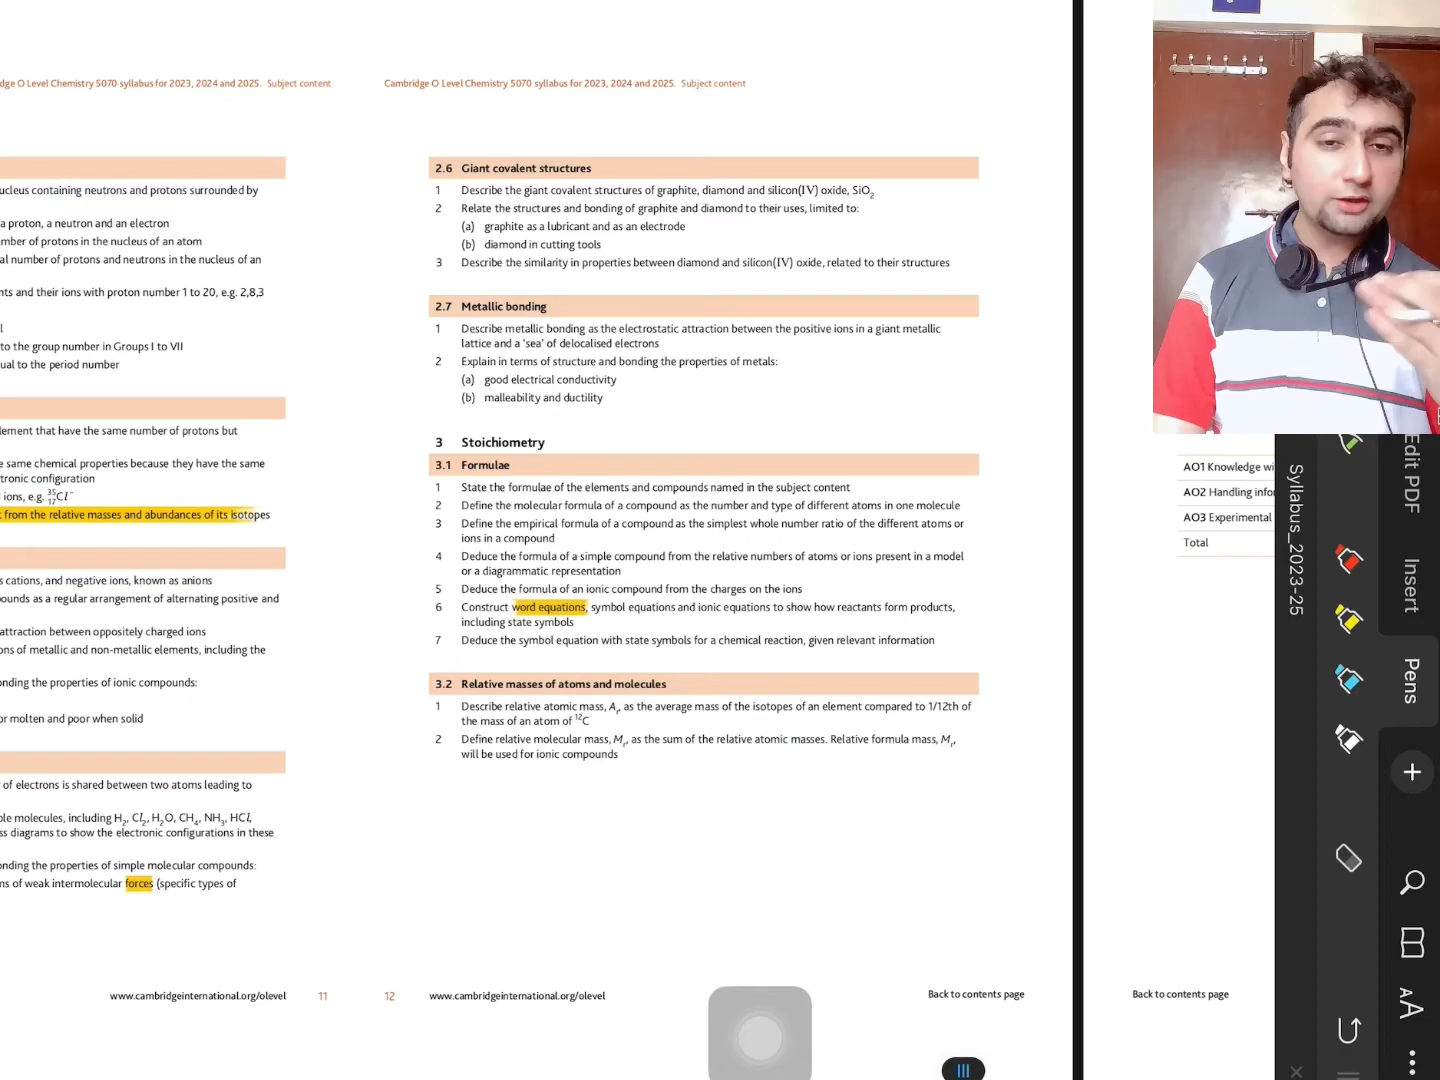 dge O Level Chemistry 5070 syllabus for 2023, 2024 and 2025. Subject content
ucleus containing neutrons and protons surrounded by
a proton, a neutron and an electron
mber of protons in the nucleus of an atom
al number of protons and neutrons in the nucleus of an
nts and their ions with proton number 1 to 20, e.g. 2,8,3
l
to the group number in Groups I to VII
ual to the period number
lement that have the same number of protons but
e same chemical properties because they have the same
tronic configuration
l ions, e.g. ³⁵₁₇Cl⁻
t from the relative masses and abundances of its isotopes
s cations, and negative ions, known as anions
ounds as a regular arrangement of alternating positive and
attraction between oppositely charged ions
ons of metallic and non-metallic elements, including the
onding the properties of ionic compounds:
or molten and poor when solid
r of electrons is shared between two atoms leading to
ple molecules, including H₂, Cl₂, H₂O, CH₄, NH₃, HCl,
ss diagrams to show the electronic configurations in these
onding the properties of simple molecular compounds:
ms of weak intermolecular forces (specific types of
www.cambridgeinternational.org/olevel 11
Cambridge O Level Chemistry 5070 syllabus for 2023, 2024 and 2025. Subject content
2.6 Giant covalent structures
1 Describe the giant covalent structures of graphite, diamond and silicon(IV) oxide, SiO₂
2 Relate the structures and bonding of graphite and diamond to their uses, limited to:
(a) graphite as a lubricant and as an electrode
(b) diamond in cutting tools
3 Describe the similarity in properties between diamond and silicon(IV) oxide, related to their structures
2.7 Metallic bonding
1 Describe metallic bonding as the electrostatic attraction between the positive ions in a giant metallic
lattice and a 'sea' of delocalised electrons
2 Explain in terms of structure and bonding the properties of metals:
(a) good electrical conductivity
(b) malleability and ductility
3 Stoichiometry
3.1 Formulae
1 State the formulae of the elements and compounds named in the subject content
2 Define the molecular formula of a compound as the number and type of different atoms in one molecule
3 Define the empirical formula of a compound as the simplest whole number ratio of the different atoms or
ions in a compound
4 Deduce the formula of a simple compound from the relative numbers of atoms or ions present in a model
or a diagrammatic representation
5 Deduce the formula of an ionic compound from the charges on the ions
6 Construct word equations, symbol equations and ionic equations to show how reactants form products,
including state symbols
7 Deduce the symbol equation with state symbols for a chemical reaction, given relevant information
3.2 Relative masses of atoms and molecules
1 Describe relative atomic mass, Aᵣ, as the average mass of the isotopes of an element compared to 1/12th of
the mass of an atom of ¹²C
2 Define relative molecular mass, Mᵣ, as the sum of the relative atomic masses. Relative formula mass, Mᵣ,
will be used for ionic compounds
12 www.cambridgeinternational.org/olevel
Back to contents page
AO1 Knowledge wi
AO2 Handling infor
AO3 Experimental
Total
Back to contents page
Syllabus_2023-25
Edit PDF
Insert
Pens
AA